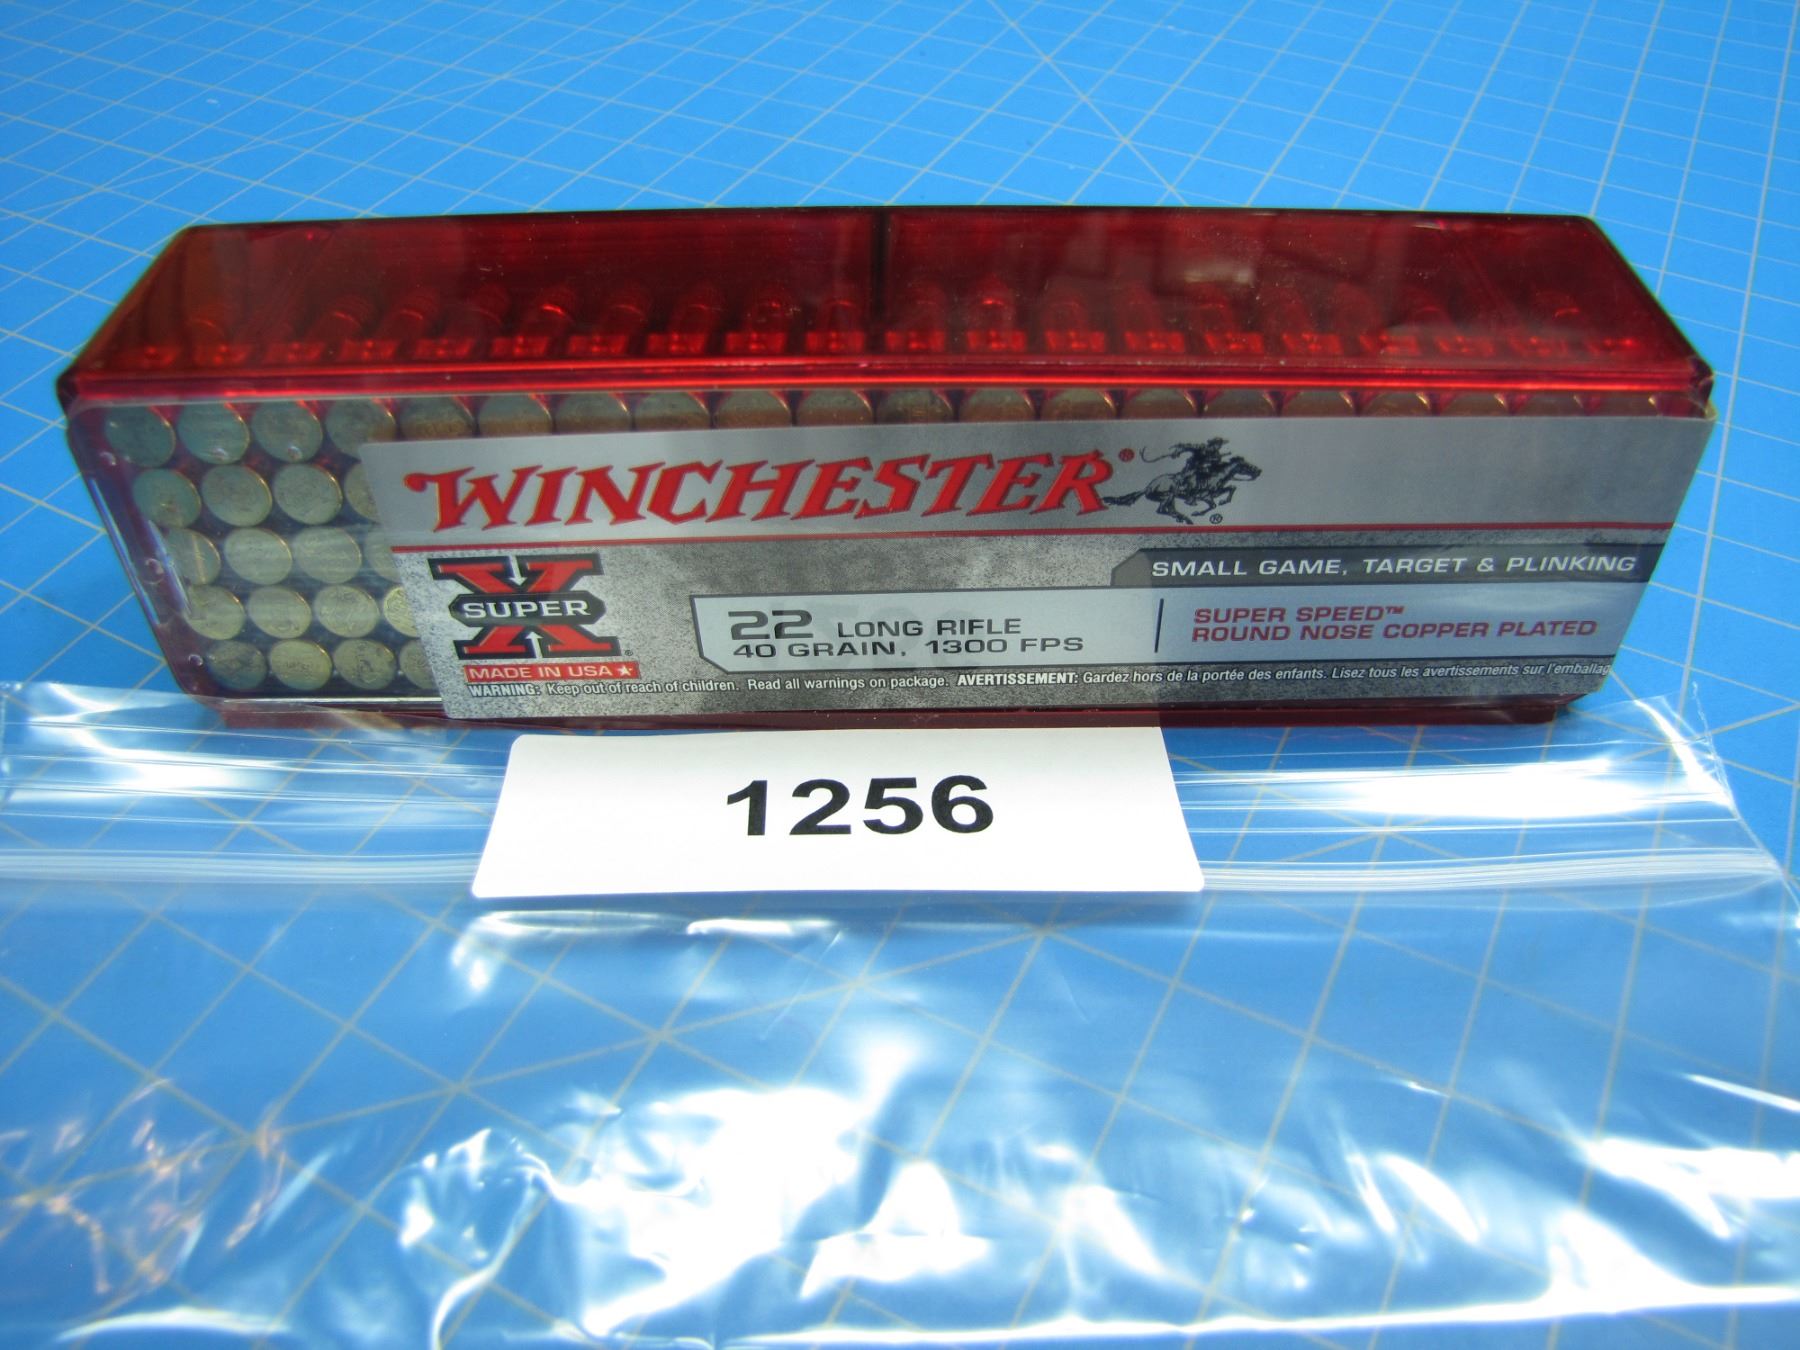 WINCHESTER®
®
SUPER X®
MADE IN USA
SMALL GAME, TARGET & PLINKING
22 LONG RIFLE
40 GRAIN, 1300 FPS
SUPER SPEED™
ROUND NOSE COPPER PLATED
WARNING: Keep out of reach of children. Read all warnings on package. AVERTISSEMENT: Gardez hors de la portée des enfants. Lisez tous les avertissements sur l'emballag
1256